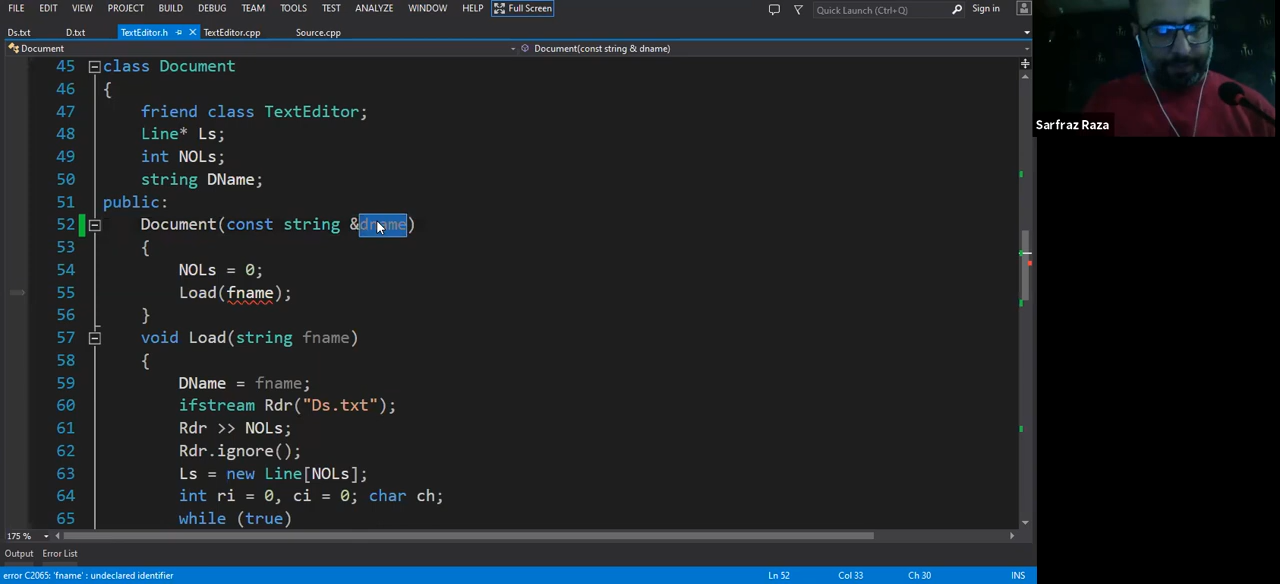 FILE EDIT VIEW PROJECT BUILD DEBUG TEAM TOOLS TEST ANALYZE WINDOW HELP Full Screen Quick Launch (Ctrl+Q) Sign in
Ds.txt D.txt TextEditor.h TextEditor.cpp Source.cpp
Document Document(const string & dname)
45 class Document
46 {
47 friend class TextEditor;
48 Line* Ls;
49 int NOLs;
50 string DName;
51 public:
52 Document(const string &dname)
53 {
54 NOLs = 0;
55 Load(fname);
56 }
57 void Load(string fname)
58 {
59 DName = fname;
60 ifstream Rdr("Ds.txt");
61 Rdr >> NOLs;
62 Rdr.ignore();
63 Ls = new Line[NOLs];
64 int ri = 0, ci = 0; char ch;
65 while (true)
175 %
Output Error List
error C2065: 'fname' : undeclared identifier Ln 52 Col 33 Ch 30 INS
Sarfraz Raza